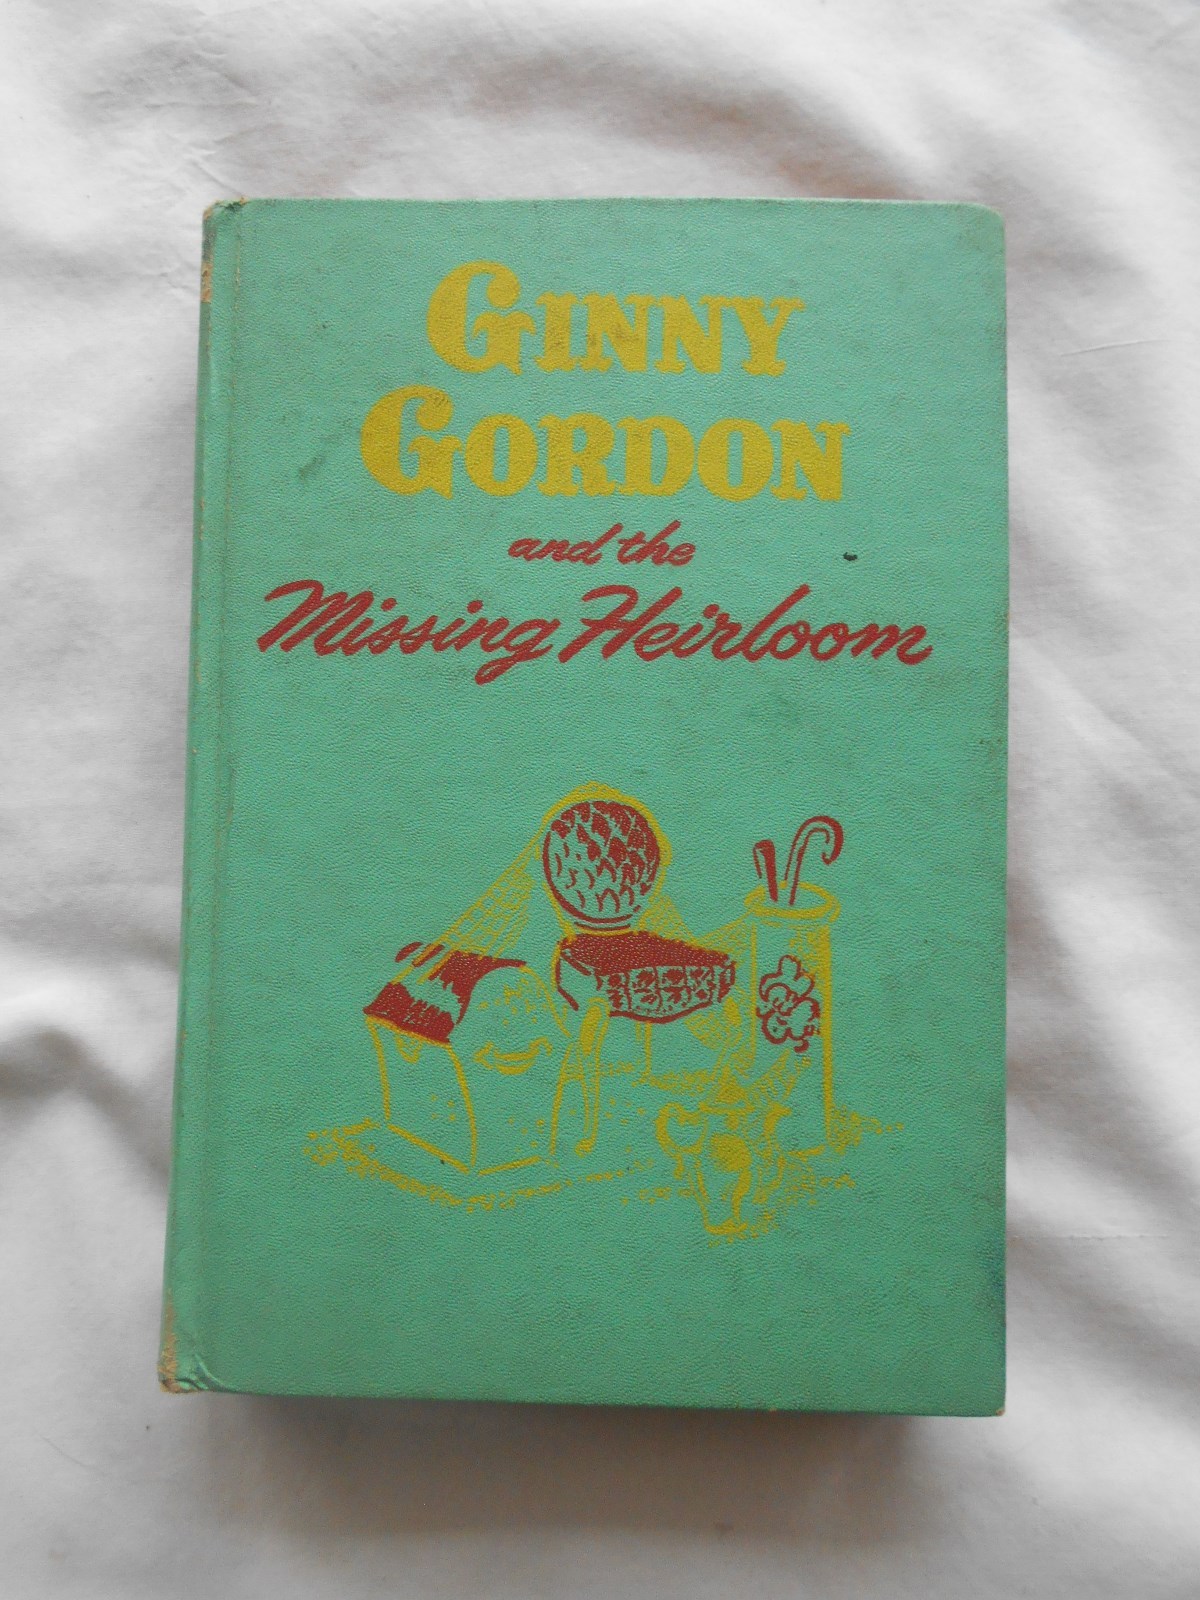 GINNY
GORDON
and the
Missing Heirloom